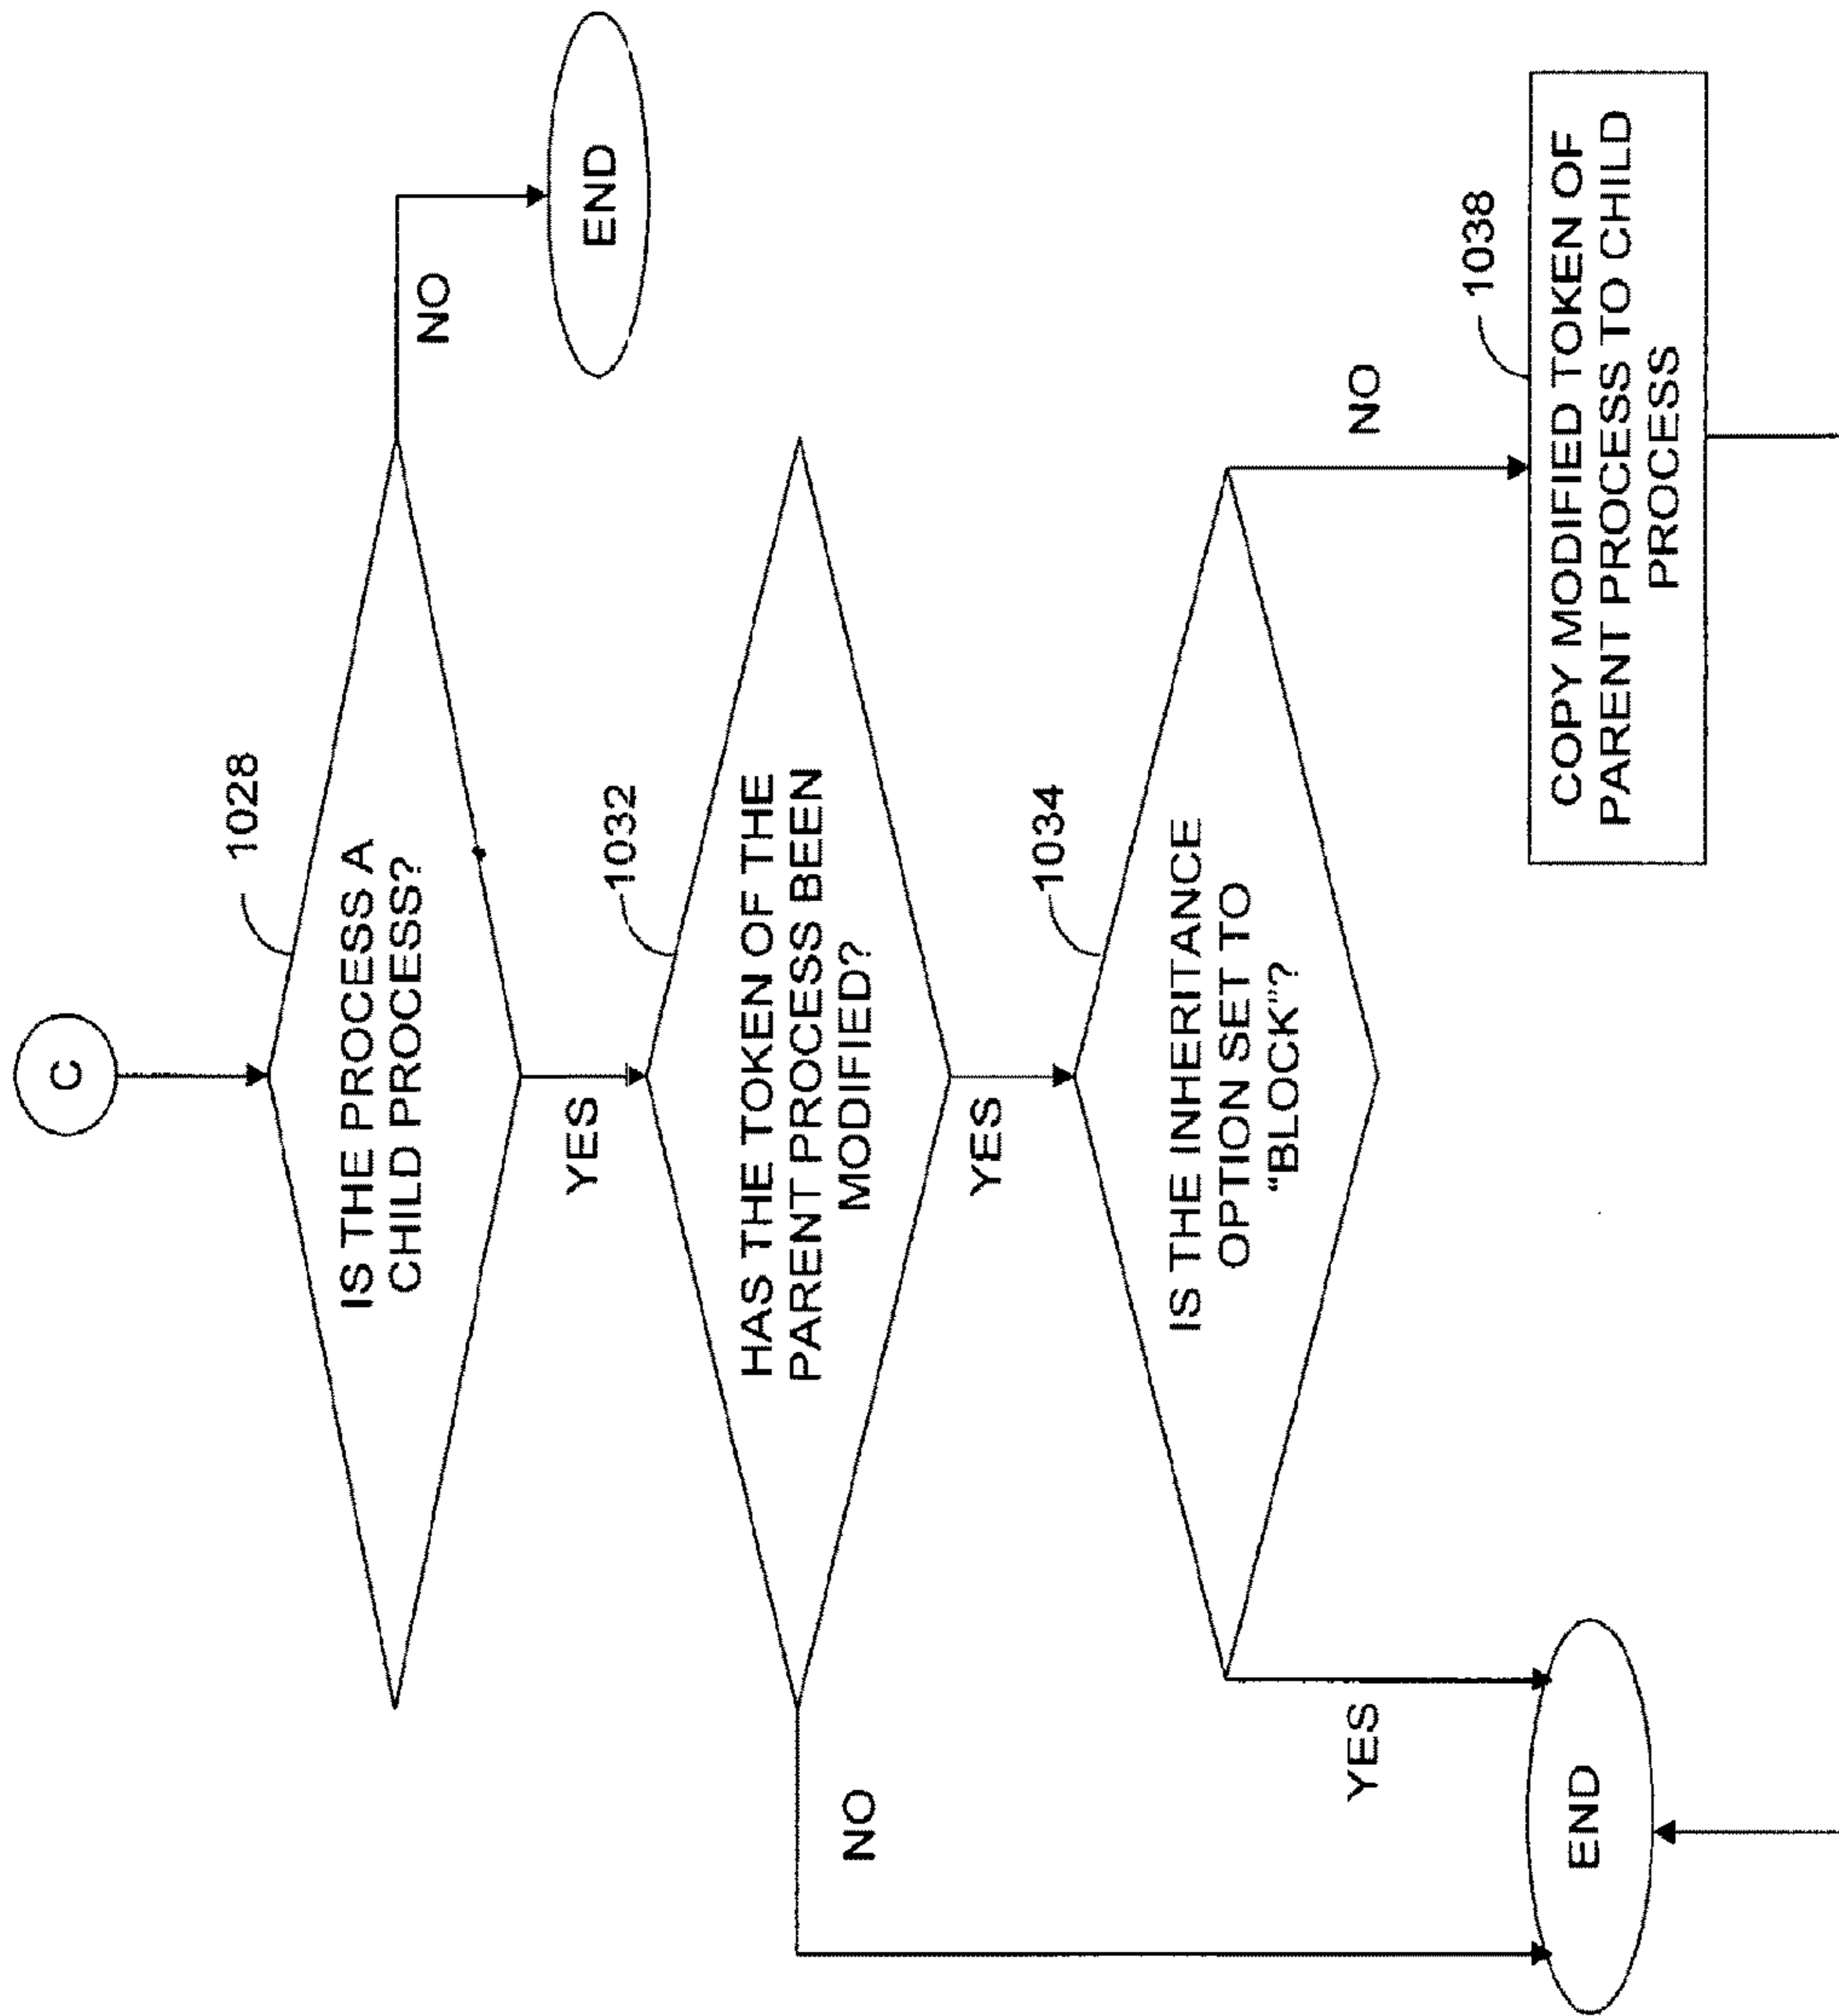 C
1028
IS THE PROCESS A
CHILD PROCESS?
NO
END
YES
1032
HAS THE TOKEN OF THE
PARENT PROCESS BEEN
MODIFIED?
NO
YES
1034
IS THE INHERITANCE
OPTION SET TO
“BLOCK”?
YES
NO
END
1038
COPY MODIFIED TOKEN OF
PARENT PROCESS TO CHILD
PROCESS